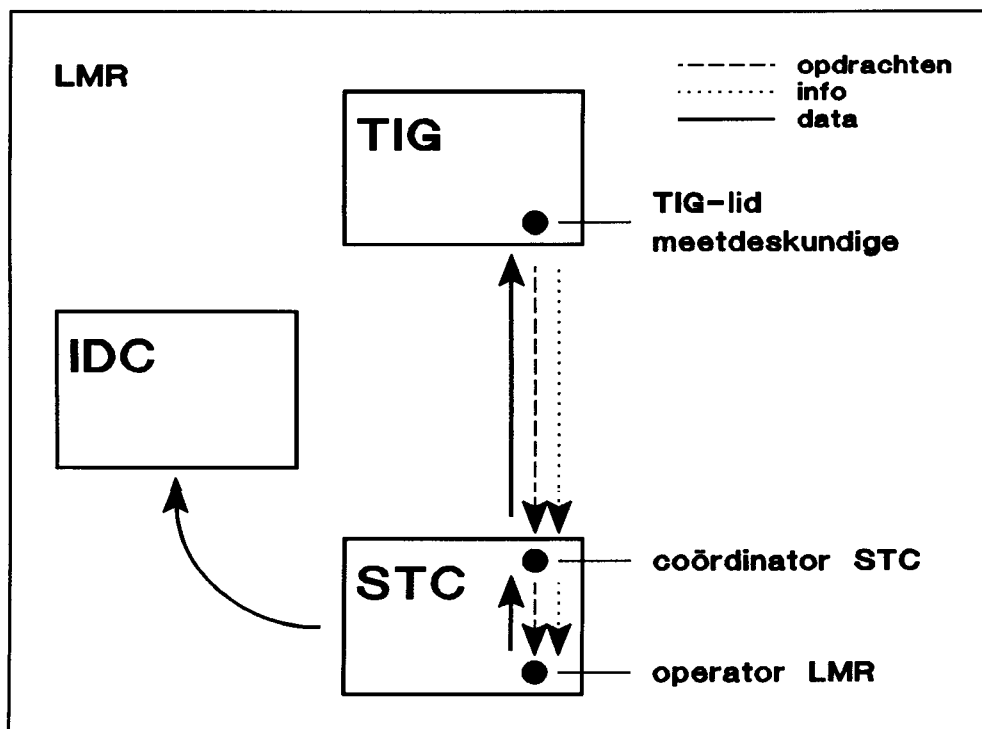 LMR
opdrachten
info
data
TIG
TIG-lid
meetdeskundige
IDC
STC
coördinator STC
operator LMR